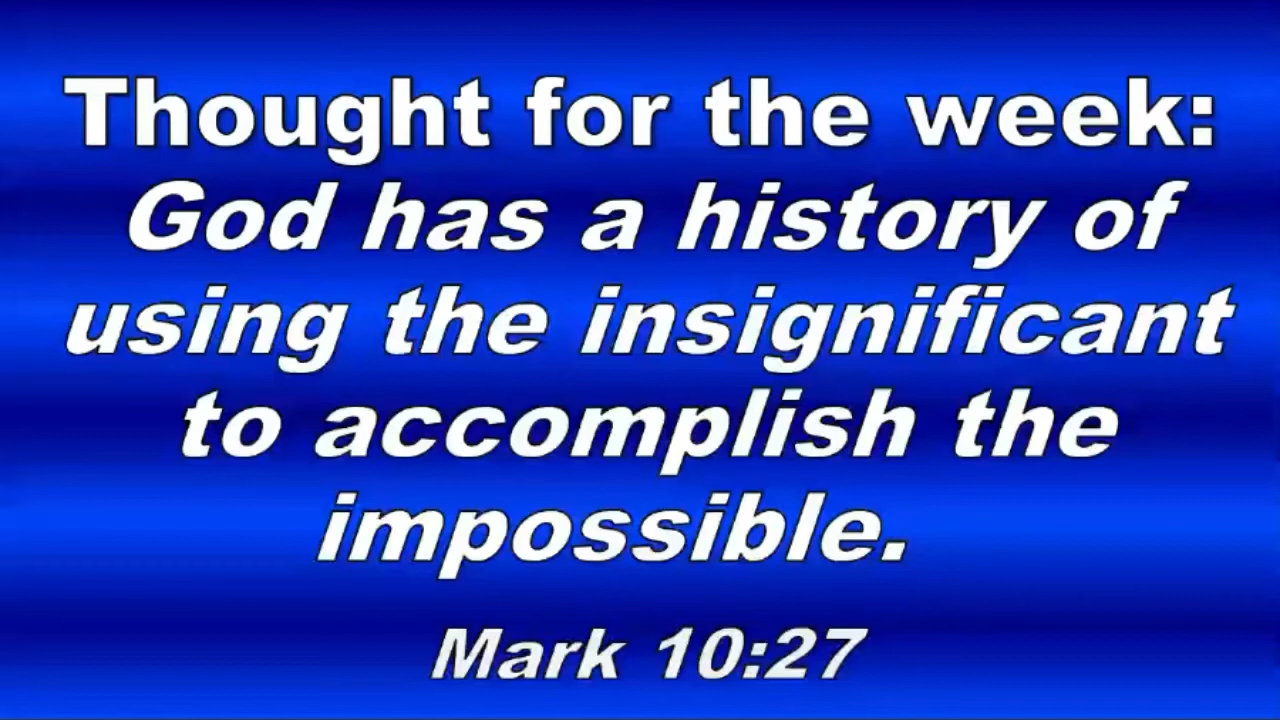 Thought for the week:
God has a history of
using the insignificant
to accomplish the
impossible.
Mark 10:27